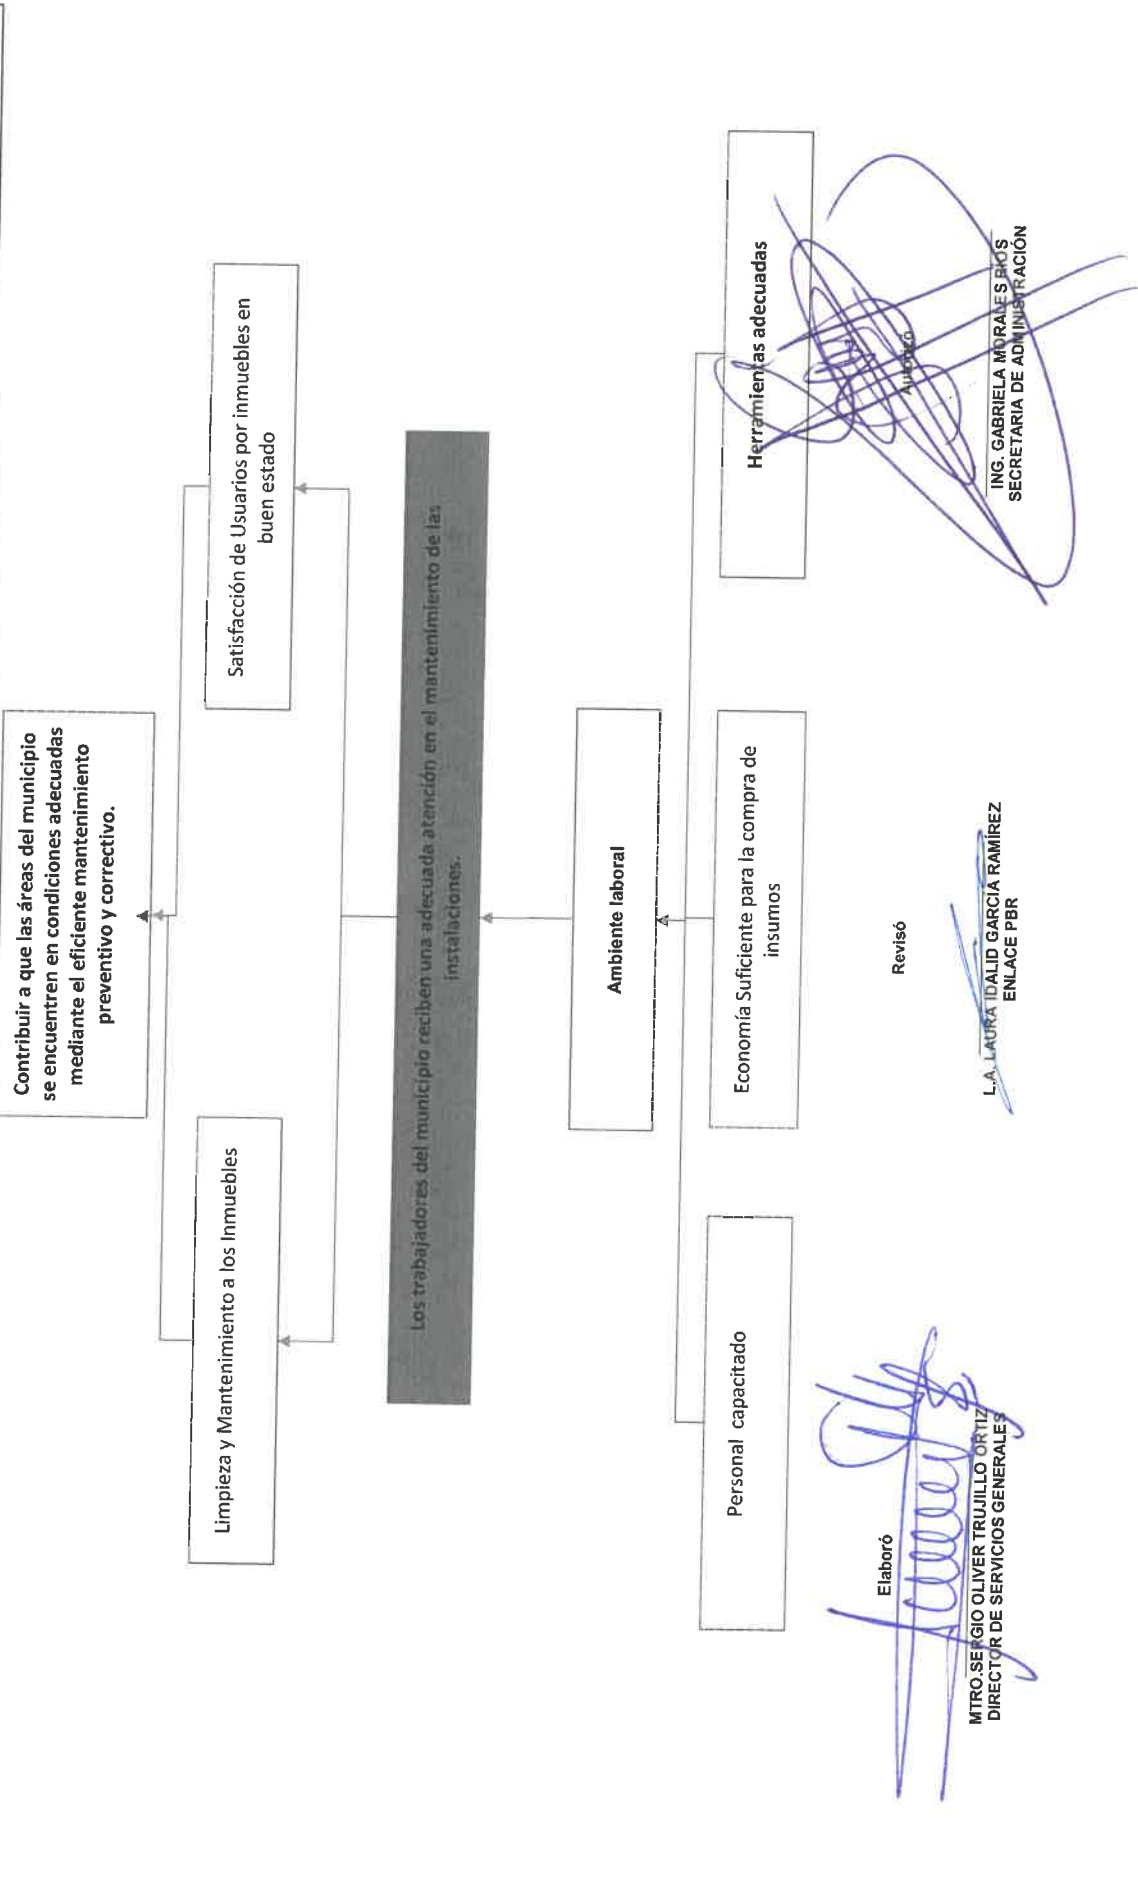 Contribuir a que las áreas del municipio
se encuentren en condiciones adecuadas
mediante el eficiente mantenimiento
preventivo y correctivo.
Limpieza y Mantenimiento a los Inmuebles
Satisfacción de Usuarios por inmuebles en
buen estado
Los trabajadores del municipio reciben una adecuada atención en el mantenimiento de las
instalaciones.
Ambiente laboral
Personal capacitado
Economía Suficiente para la compra de
insumos
Herramientas adecuadas
Elaboró
MTRO.SERGIO OLIVER TRUJILLO ORTIZ
DIRECTOR DE SERVICIOS GENERALES
Revisó
L.A. LAURA IDALID GARCIA RAMÍREZ
ENLACE PBR
Autorizó
ING. GABRIELA MORALES RIOS
SECRETARIA DE ADMINISTRACIÓN